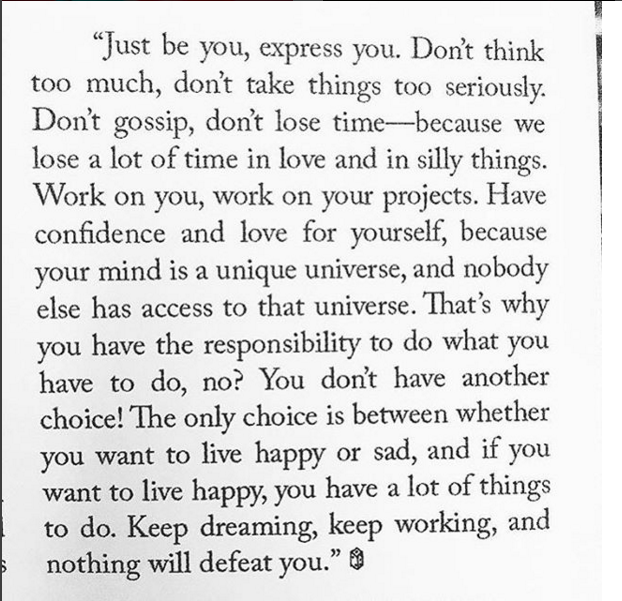 “Just be you, express you. Don’t think
too much, don’t take things too seriously.
Don’t gossip, don’t lose time—because we
lose a lot of time in love and in silly things.
Work on you, work on your projects. Have
confidence and love for yourself, because
your mind is a unique universe, and nobody
else has access to that universe. That’s why
you have the responsibility to do what you
have to do, no? You don’t have another
choice! The only choice is between whether
you want to live happy or sad, and if you
want to live happy, you have a lot of things
to do. Keep dreaming, keep working, and
nothing will defeat you.”